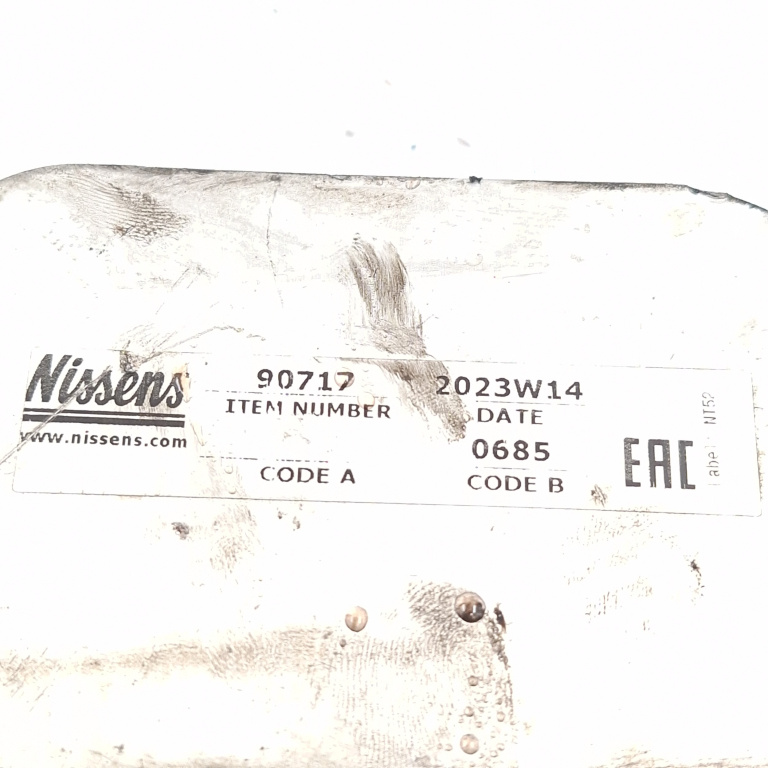 Nissens
www.nissens.com
90717
ITEM NUMBER
CODE A
2023W14
DATE
0685
CODE B
EAC
Label: NT52